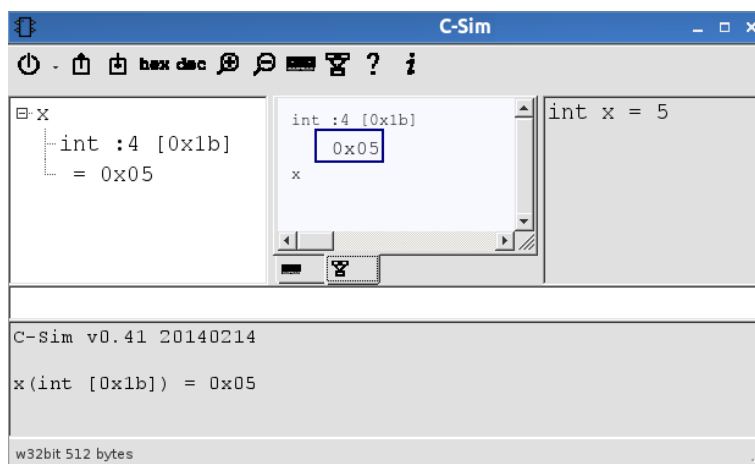 C-Sim
hex dec ? i
x
int :4 [0x1b]
= 0x05
int :4 [0x1b]
0x05
x
int x = 5
C-Sim v0.41 20140214
x(int [0x1b]) = 0x05
w32bit 512 bytes